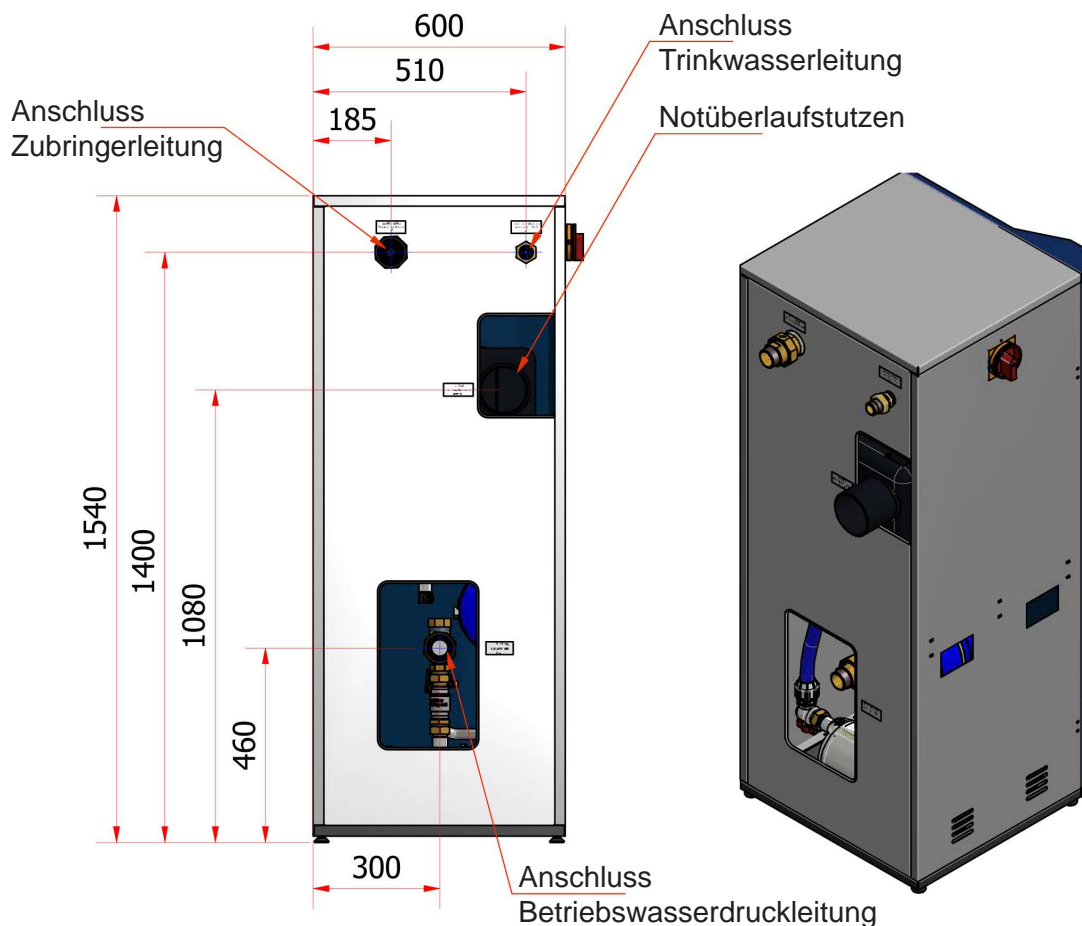 600
Anschluss
Trinkwasserleitung
510
Notüberlaufstutzen
Anschluss
Zubringerleitung
185
1540
1400
1080
460
300
Anschluss
Betriebswasserdruckleitung